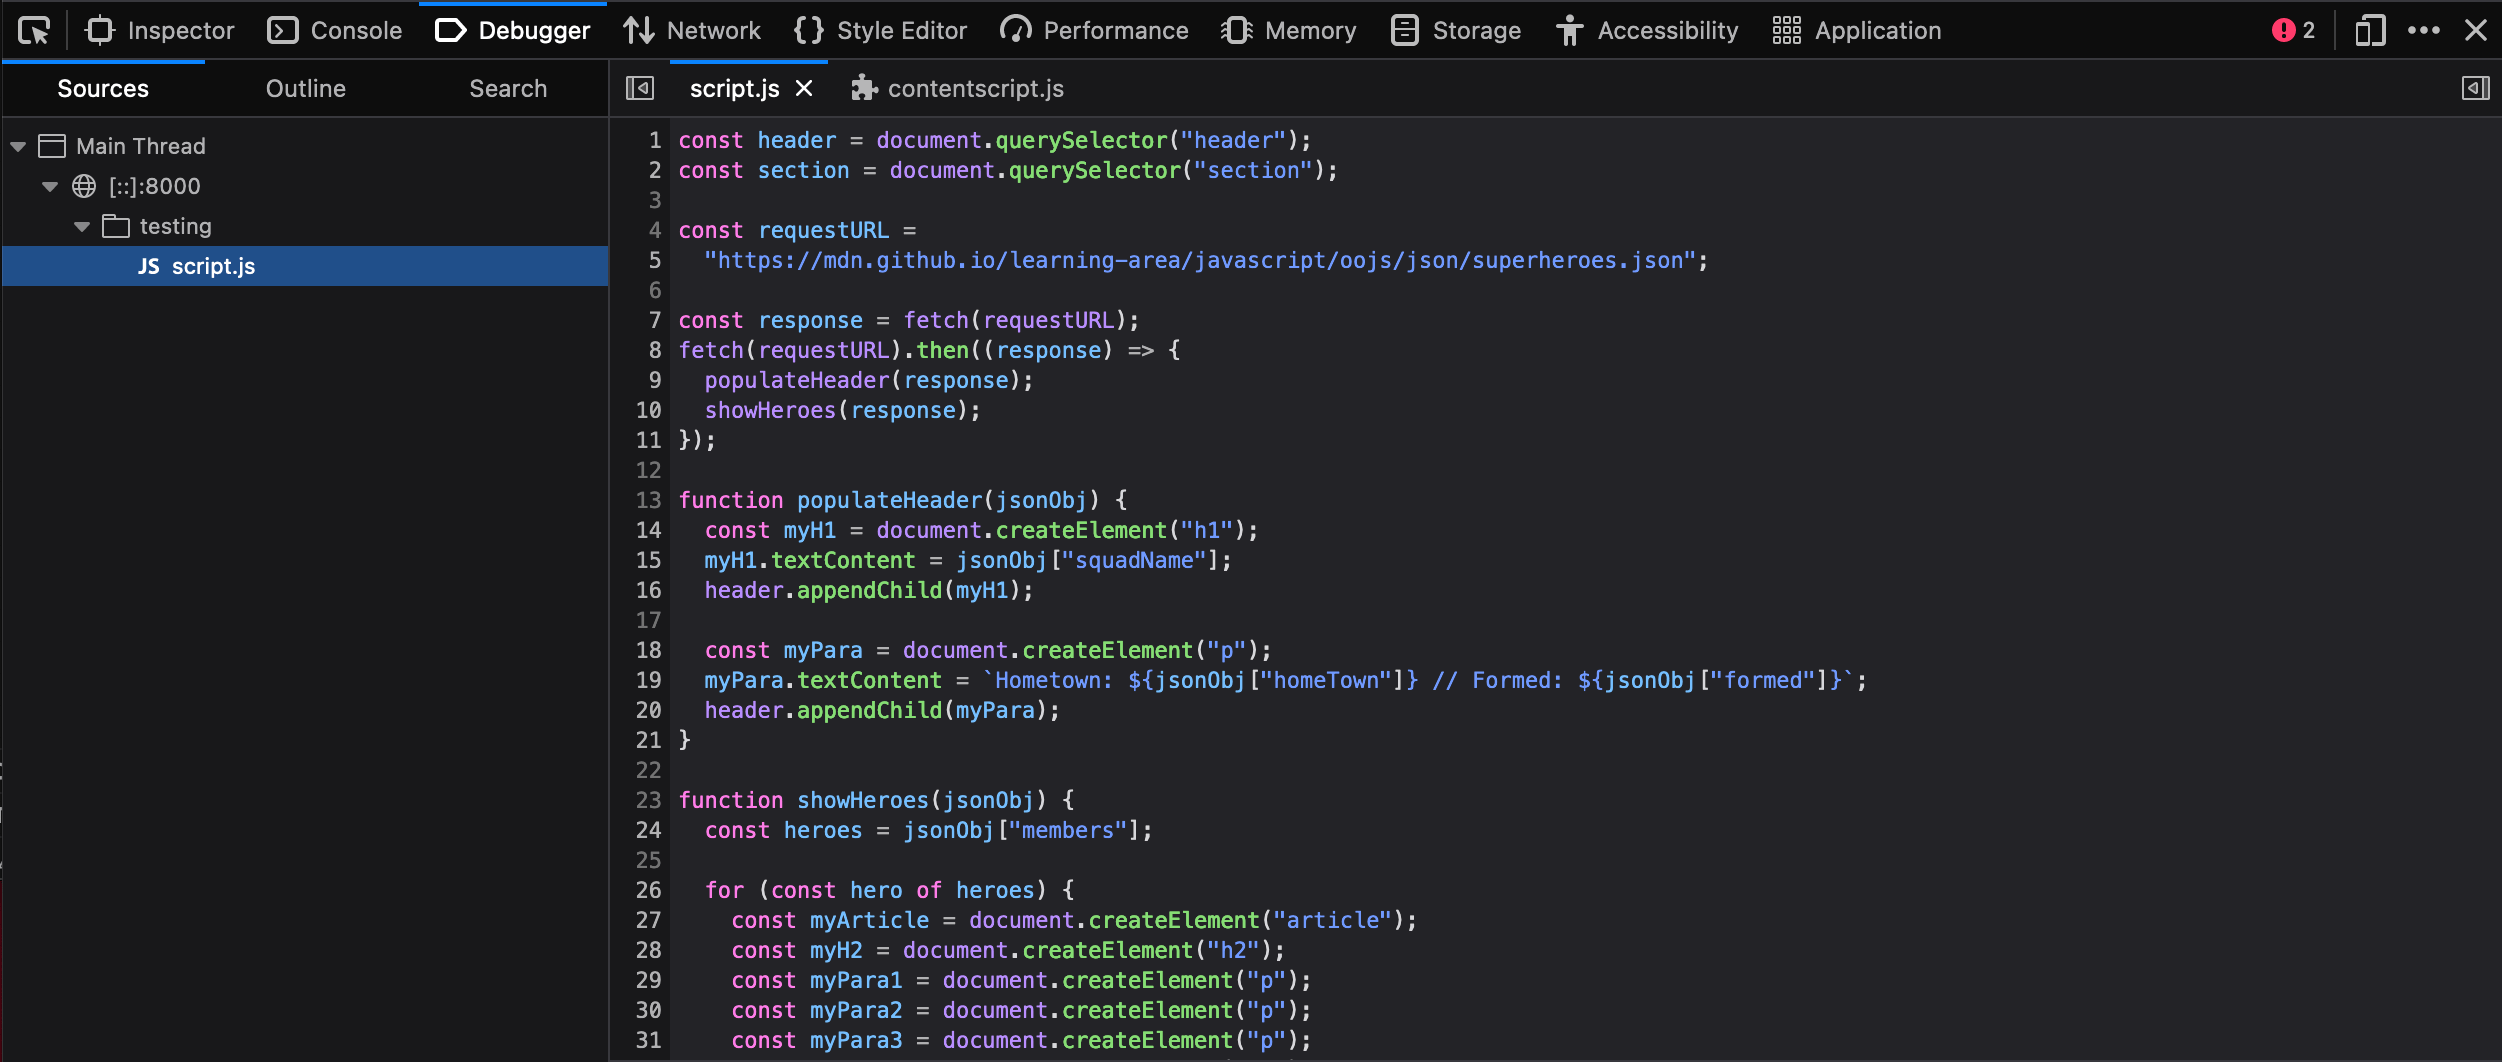 Inspector Console Debugger Network Style Editor Performance Memory Storage Accessibility Application 2
Sources Outline Search
script.js contentscript.js
Main Thread
[::]:8000
testing
JS script.js
1 const header = document.querySelector("header");
2 const section = document.querySelector("section");
3
4 const requestURL =
5   "https://mdn.github.io/learning-area/javascript/oojs/json/superheroes.json";
6
7 const response = fetch(requestURL);
8 fetch(requestURL).then((response) => {
9   populateHeader(response);
10   showHeroes(response);
11 });
12
13 function populateHeader(jsonObj) {
14   const myH1 = document.createElement("h1");
15   myH1.textContent = jsonObj["squadName"];
16   header.appendChild(myH1);
17
18   const myPara = document.createElement("p");
19   myPara.textContent = `Hometown: ${jsonObj["homeTown"]} // Formed: ${jsonObj["formed"]}`;
20   header.appendChild(myPara);
21 }
22
23 function showHeroes(jsonObj) {
24   const heroes = jsonObj["members"];
25
26   for (const hero of heroes) {
27     const myArticle = document.createElement("article");
28     const myH2 = document.createElement("h2");
29     const myPara1 = document.createElement("p");
30     const myPara2 = document.createElement("p");
31     const myPara3 = document.createElement("p");